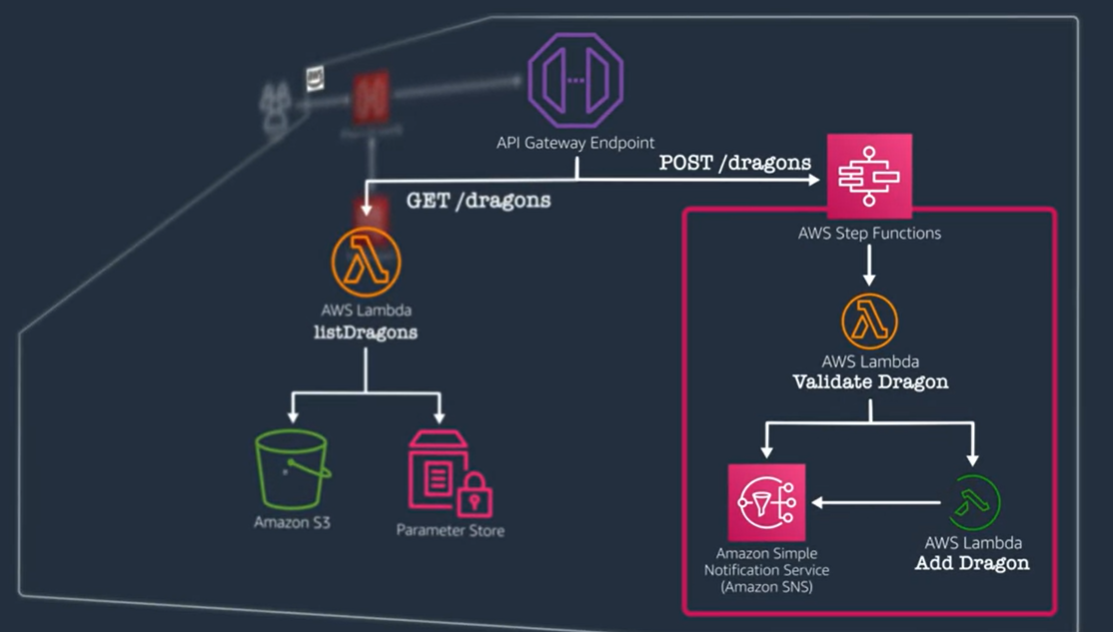 API Gateway Endpoint
POST /dragons
GET /dragons
AWS Step Functions
AWS Lambda
listDragons
AWS Lambda
Validate Dragon
Amazon S3
Parameter Store
Amazon Simple
Notification Service
(Amazon SNS)
AWS Lambda
Add Dragon